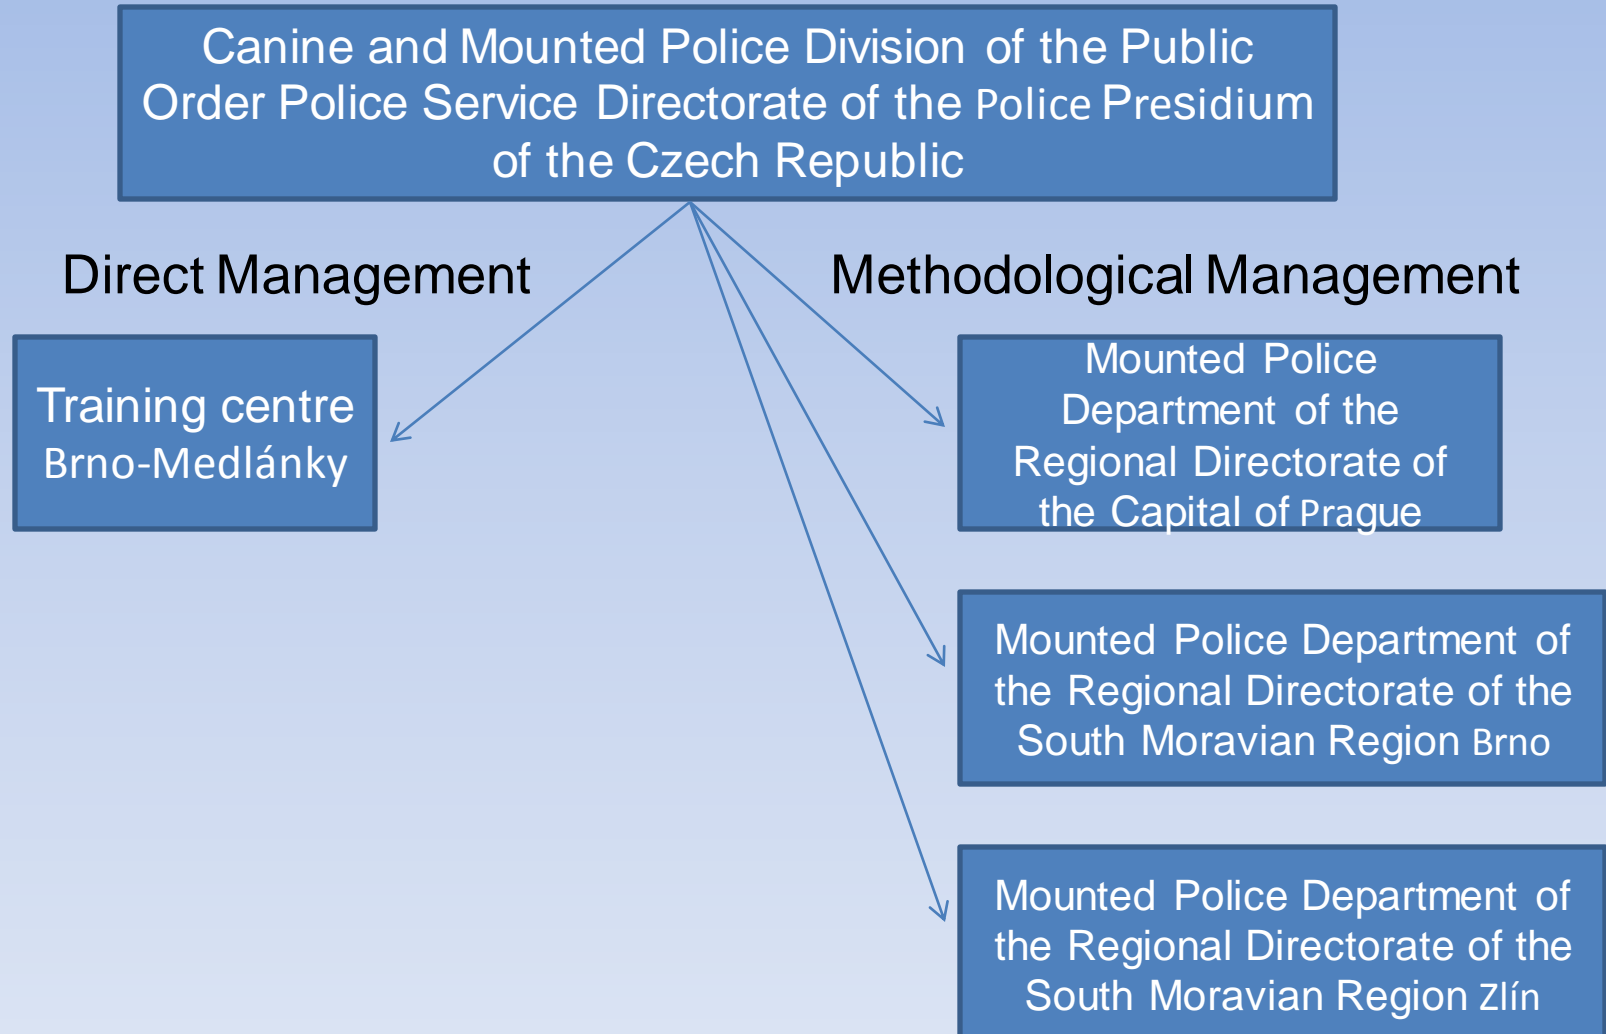 Canine and Mounted Police Division of the Public
Order Police Service Directorate of the Police Presidium
of the Czech Republic
Direct Management
Methodological Management
Training centre
Brno-Medlánky
Mounted Police
Department of the
Regional Directorate of
the Capital of Prague
Mounted Police Department of
the Regional Directorate of the
South Moravian Region Brno
Mounted Police Department of
the Regional Directorate of the
South Moravian Region Zlín